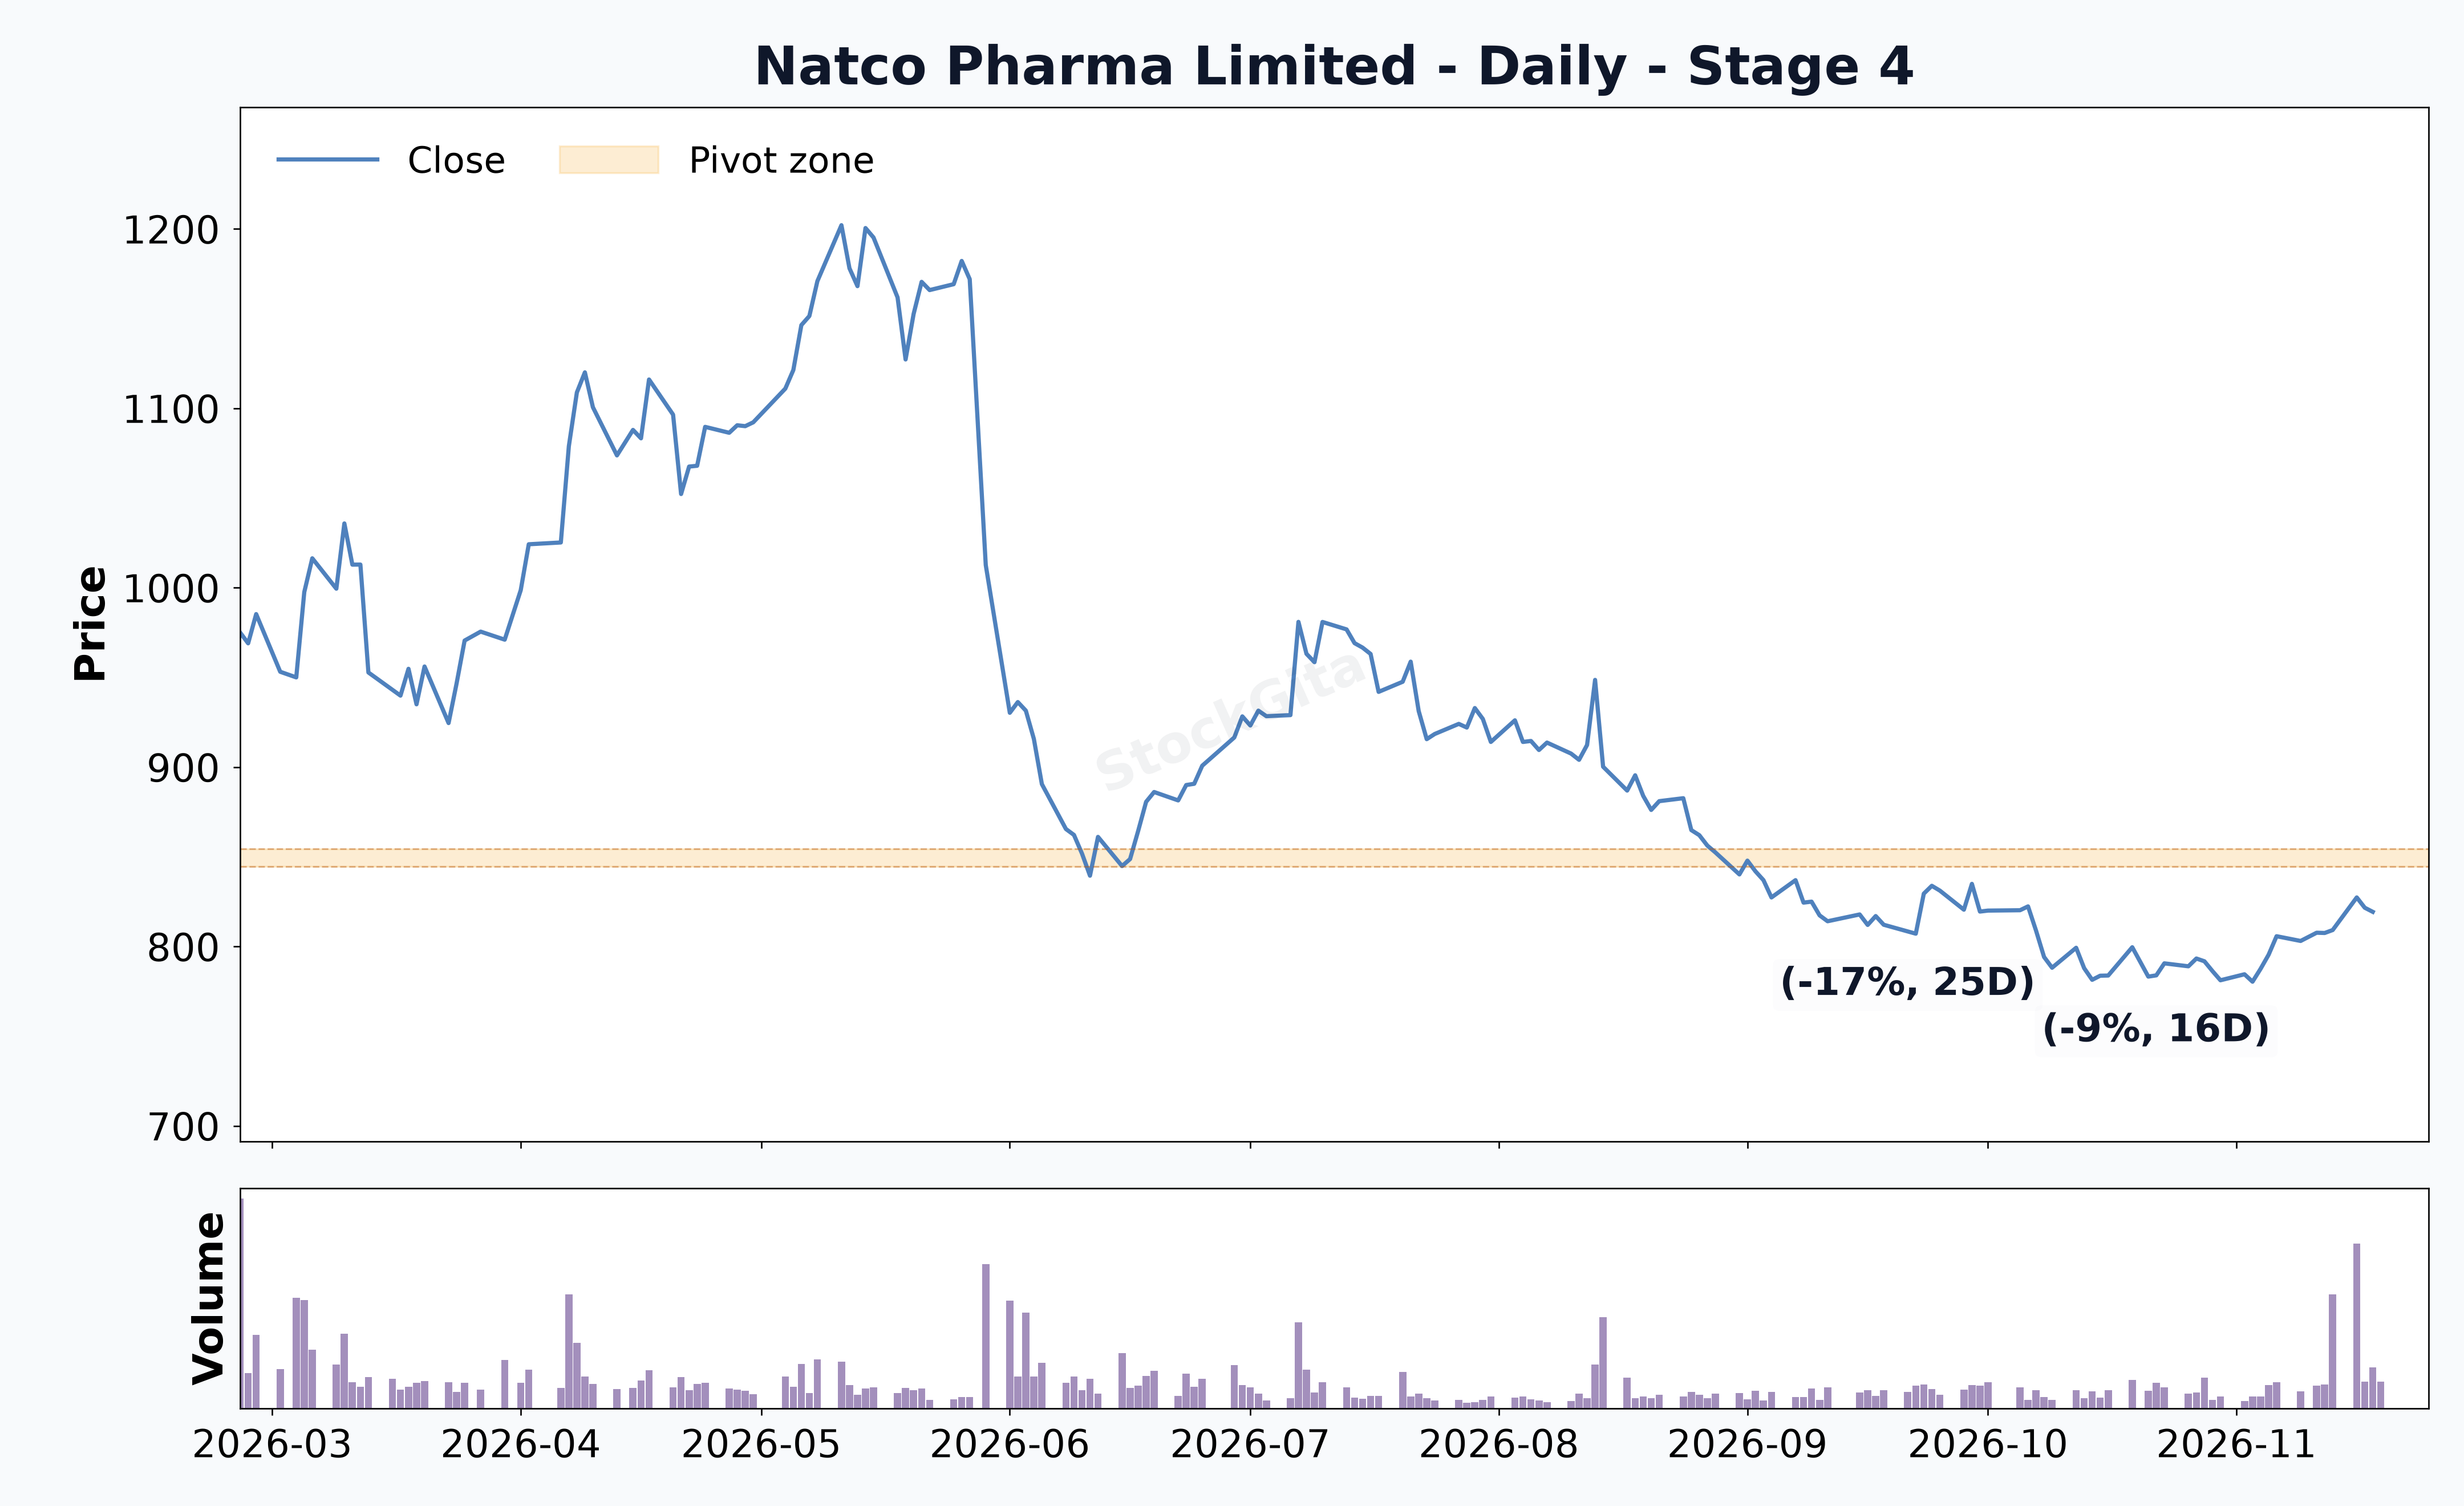 Natco Pharma Limited - Daily - Stage 4
Close
Pivot zone
1200
1100
1000
900
800
700
Price
StockGita
(-17%, 25D)
(-9%, 16D)
Volume
2026-03
2026-04
2026-05
2026-06
2026-07
2026-08
2026-09
2026-10
2026-11